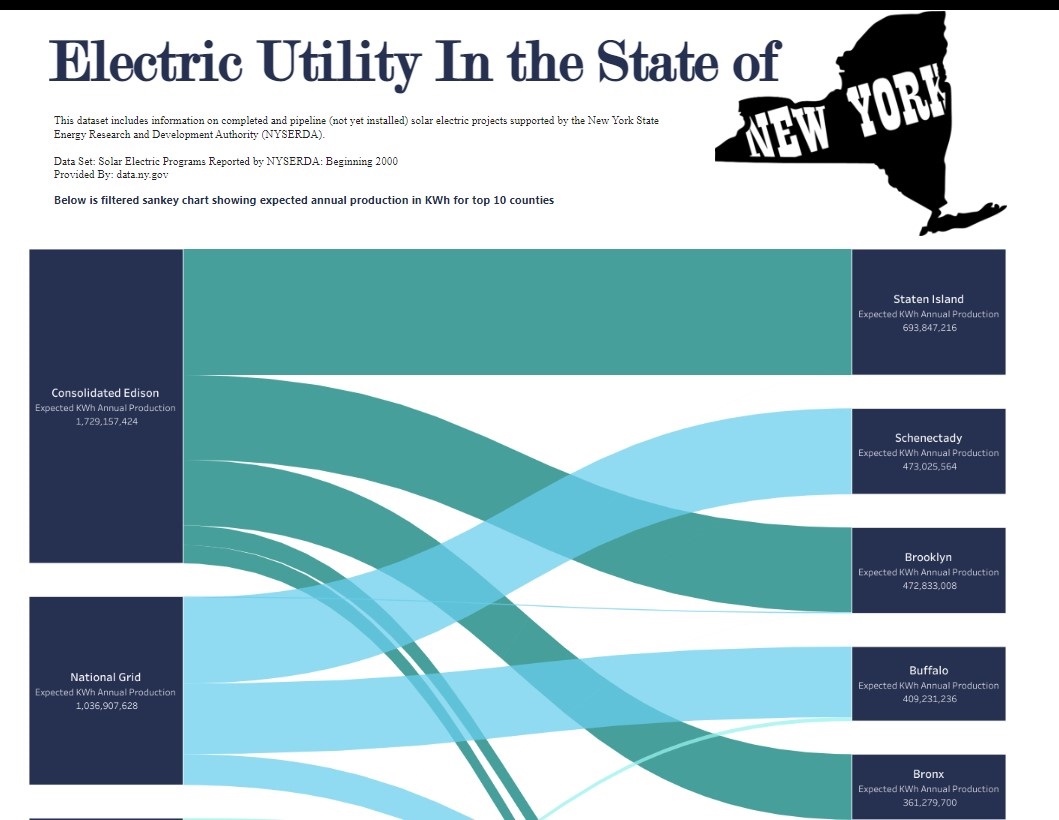 Electric Utility In the State of
NEW YORK
This dataset includes information on completed and pipeline (not yet installed) solar electric projects supported by the New York State
Energy Research and Development Authority (NYSERDA).
Data Set: Solar Electric Programs Reported by NYSERDA: Beginning 2000
Provided By: data.ny.gov
Below is filtered sankey chart showing expected annual production in KWh for top 10 counties
Consolidated Edison
Expected KWh Annual Production
1,729,157,424
National Grid
Expected KWh Annual Production
1,036,907,628
Staten Island
Expected KWh Annual Production
693,847,216
Schenectady
Expected KWh Annual Production
473,025,564
Brooklyn
Expected KWh Annual Production
472,833,008
Buffalo
Expected KWh Annual Production
409,231,236
Bronx
Expected KWh Annual Production
361,279,700